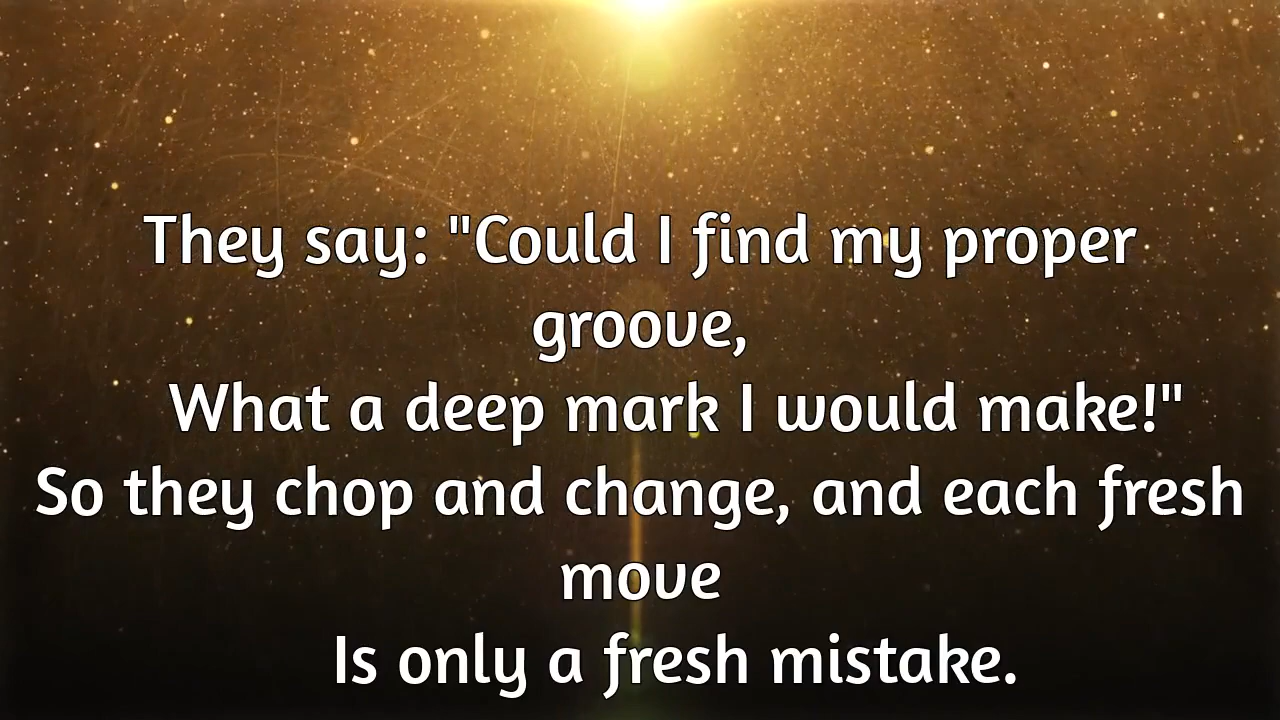 They say: "Could I find my proper
groove,
What a deep mark I would make!"
So they chop and change, and each fresh
move
Is only a fresh mistake.